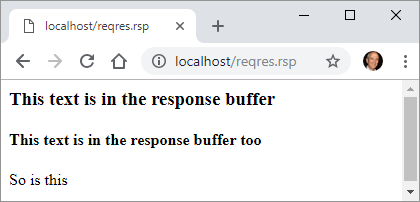 localhost/reqres.rsp
localhost/reqres.rsp
This text is in the response buffer
This text is in the response buffer too
So is this